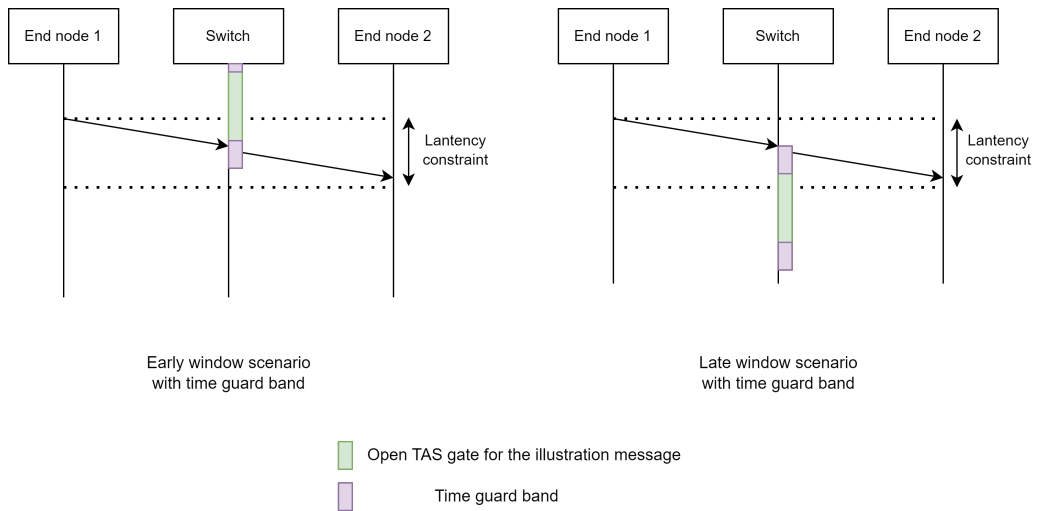 End node 1
Switch
End node 2
End node 1
Switch
End node 2
Lantency
constraint
Lantency
constraint
Early window scenario
with time guard band
Late window scenario
with time guard band
Open TAS gate for the illustration message
Time guard band